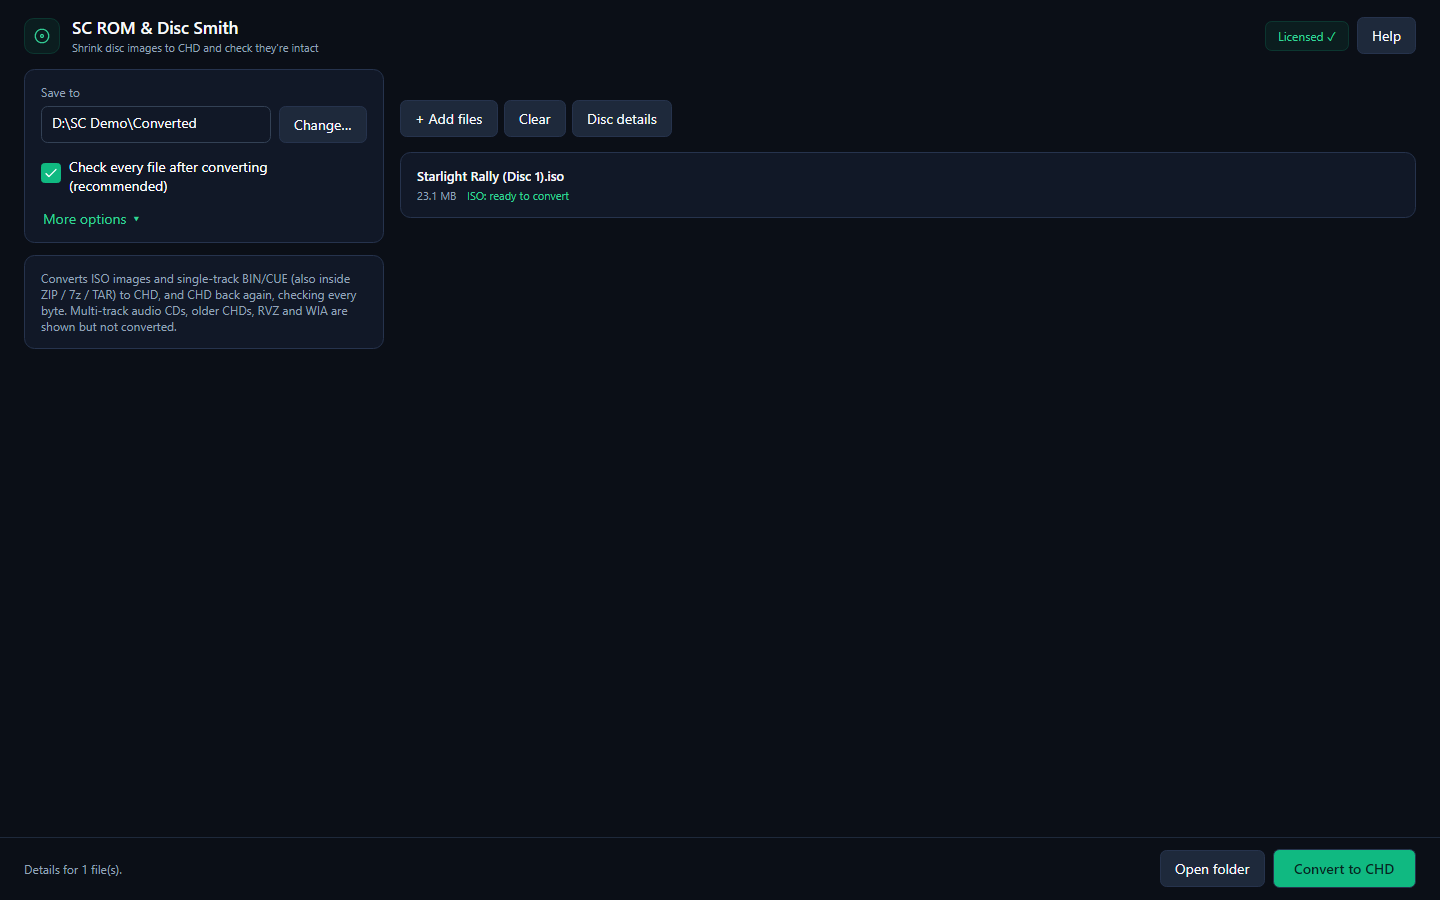 SC ROM & Disc Smith
Shrink disc images to CHD and check they're intact
Licensed ✓
Help
Save to
D:\SC Demo\Converted
Change...
Check every file after converting
(recommended)
More options ▾
Converts ISO images and single-track BIN/CUE (also inside
ZIP / 7z / TAR) to CHD, and CHD back again, checking every
byte. Multi-track audio CDs, older CHDs, RVZ and WIA are
shown but not converted.
+ Add files
Clear
Disc details
Starlight Rally (Disc 1).iso
23.1 MB ISO: ready to convert
Details for 1 file(s).
Open folder
Convert to CHD